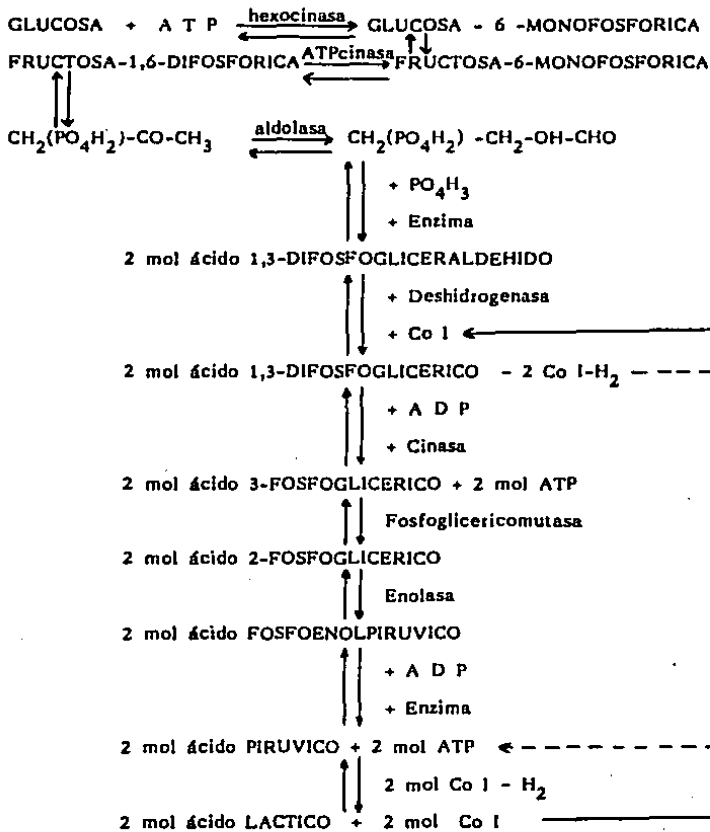 hexocinasa
GLUCOSA + A T P GLUCOSA - 6 -MONOFOSFORICA
FRUCTOSA-1,6-DIFOSFORICA ATPcinasa FRUCTOSA-6-MONOFOSFORICA
CH2(PO4H2)-CO-CH3 aldolasa CH2(PO4H2) -CH2-OH-CHO
+ PO4H3
+ Enzima
2 mol ácido 1,3-DIFOSFOGLICERALDEHIDO
+ Deshidrogenasa
+ Co I
2 mol ácido 1,3-DIFOSFOGLICERICO - 2 Co I-H2
+ A D P
+ Cinasa
2 mol ácido 3-FOSFOGLICERICO + 2 mol ATP
Fosfoglicericomutasa
2 mol ácido 2-FOSFOGLICERICO
Enolasa
2 mol ácido FOSFOENOLPIRUVICO
+ A D P
+ Enzima
2 mol ácido PIRUVICO + 2 mol ATP
2 mol Co I - H2
2 mol ácido LACTICO + 2 mol Co I